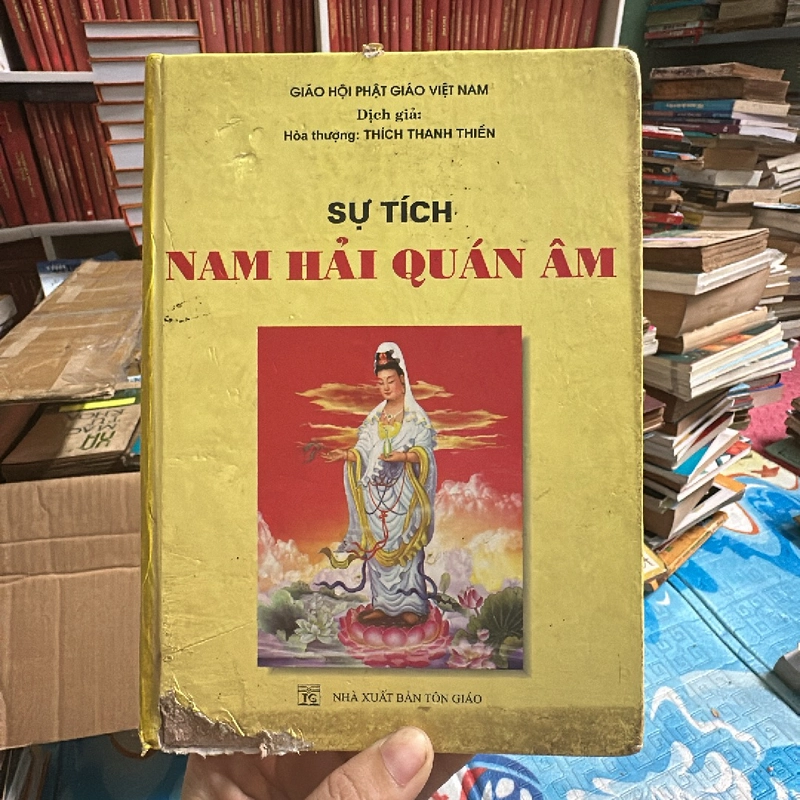 GIÁO HỘI PHẬT GIÁO VIỆT NAM
Dịch giả:
Hòa thượng: THÍCH THANH THIỀN
SỰ TÍCH
NAM HẢI QUÁN ÂM
TG
NHÀ XUẤT BẢN TÔN GIÁO